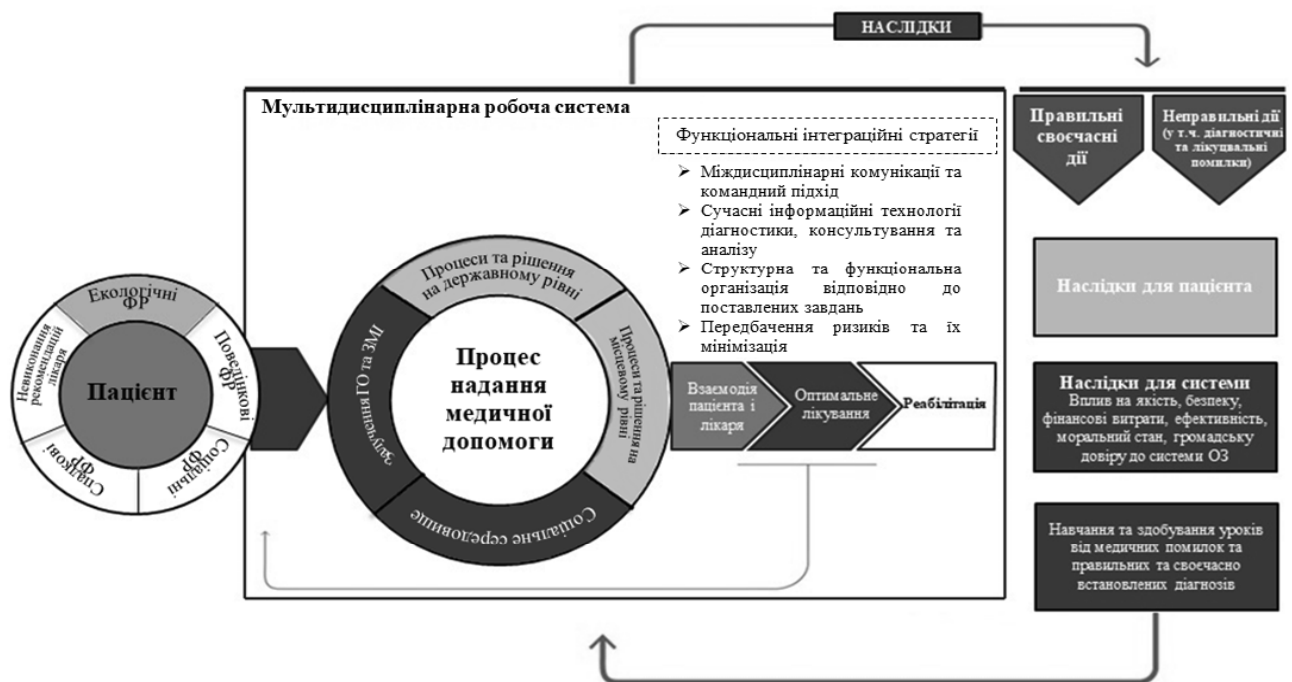 НАСЛІДКИ
Мультидисциплінарна робоча система
Функціональні інтеграційні стратегії
➢ Міждисциплінарні комунікації та
командний підхід
➢ Сучасні інформаційні технології
діагностики, консультування та
аналізу
➢ Структурна та функціональна
організація відповідно до
поставлених завдань
➢ Передбачення ризиків та їх
мінімізація
Екологічні
ФР
Поведінкові
ФР
Соціальні
ФР
Спадкові
ФР
Невиконання
рекомендацій
лікаря
Пацієнт
Процеси та рішення
на державному рівні
Процеси та рішення на
місцевому рівні
Соціальне середовище
Залучення ГО та ЗМІ
Процес
надання
медичної
допомоги
Взаємодія
пацієнта і
лікаря
Оптимальне
лікування
Реабілітація
Правильні
своєчасні
дії
Неправильні дії
(у т.ч. діагностичні
та лікуцвальні
помилки)
Наслідки для пацієнта
Наслідки для системи
Вплив на якість, безпеку,
фінансові витрати, ефективність,
моральний стан, громадську
довіру до системи ОЗ
Навчання та здобування уроків
від медичних помилок та
правильних та своєчасно
встановлених діагнозів